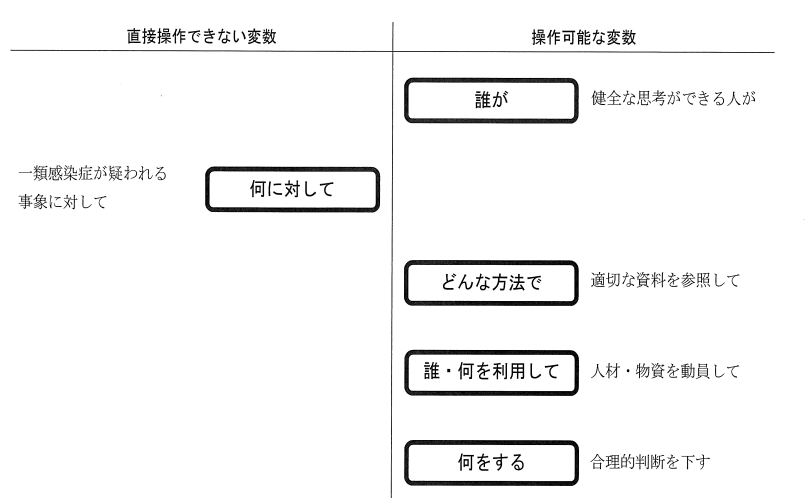 直接操作できない変数
操作可能な変数
誰が
健全な思考ができる人が
一類感染症が疑われる
事象に対して
何に対して
どんな方法で
適切な資料を参照して
誰・何を利用して
人材・物資を動員して
何をする
合理的判断を下す